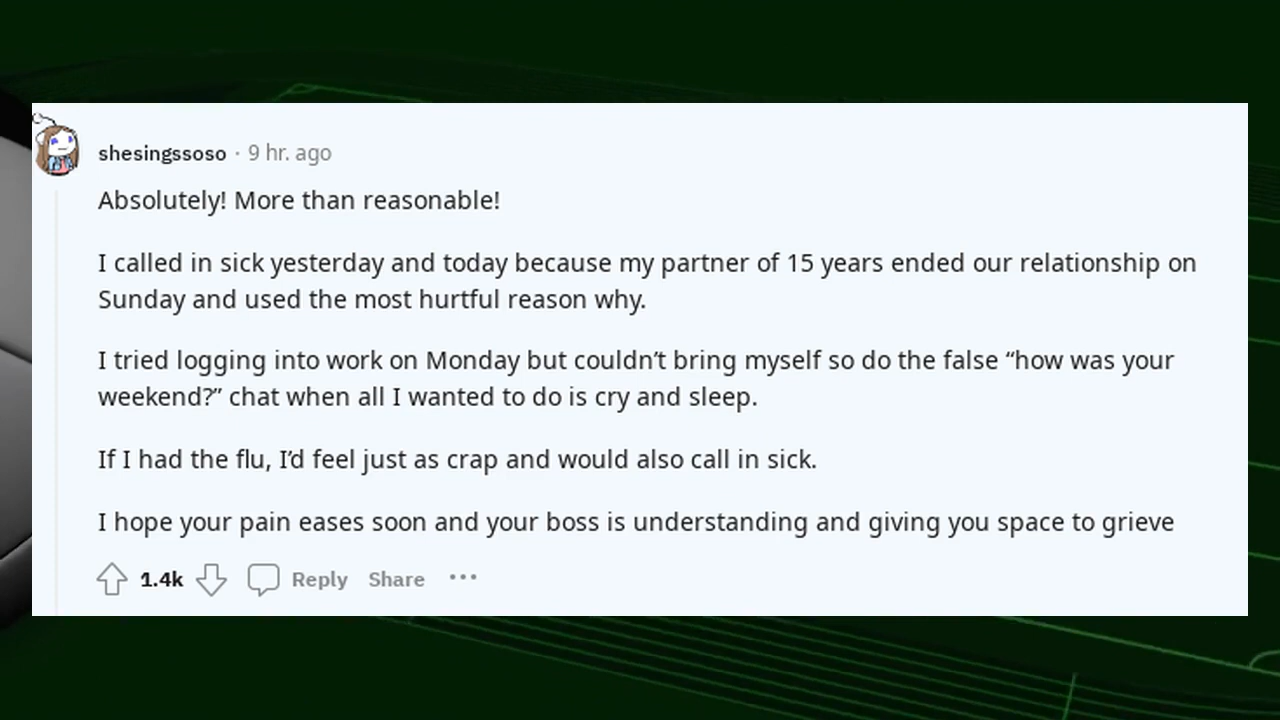 shesingssoso · 9 hr. ago
Absolutely! More than reasonable!
I called in sick yesterday and today because my partner of 15 years ended our relationship on
Sunday and used the most hurtful reason why.
I tried logging into work on Monday but couldn’t bring myself so do the false “how was your
weekend?” chat when all I wanted to do is cry and sleep.
If I had the flu, I’d feel just as crap and would also call in sick.
I hope your pain eases soon and your boss is understanding and giving you space to grieve
1.4k Reply Share ···